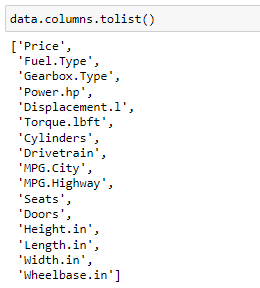 data.columns.tolist()
['Price',
'Fuel.Type',
'Gearbox.Type',
'Power.hp',
'Displacement.l',
'Torque.lbft',
'Cylinders',
'Drivetrain',
'MPG.City',
'MPG.Highway',
'Seats',
'Doors',
'Height.in',
'Length.in',
'Width.in',
'Wheelbase.in']